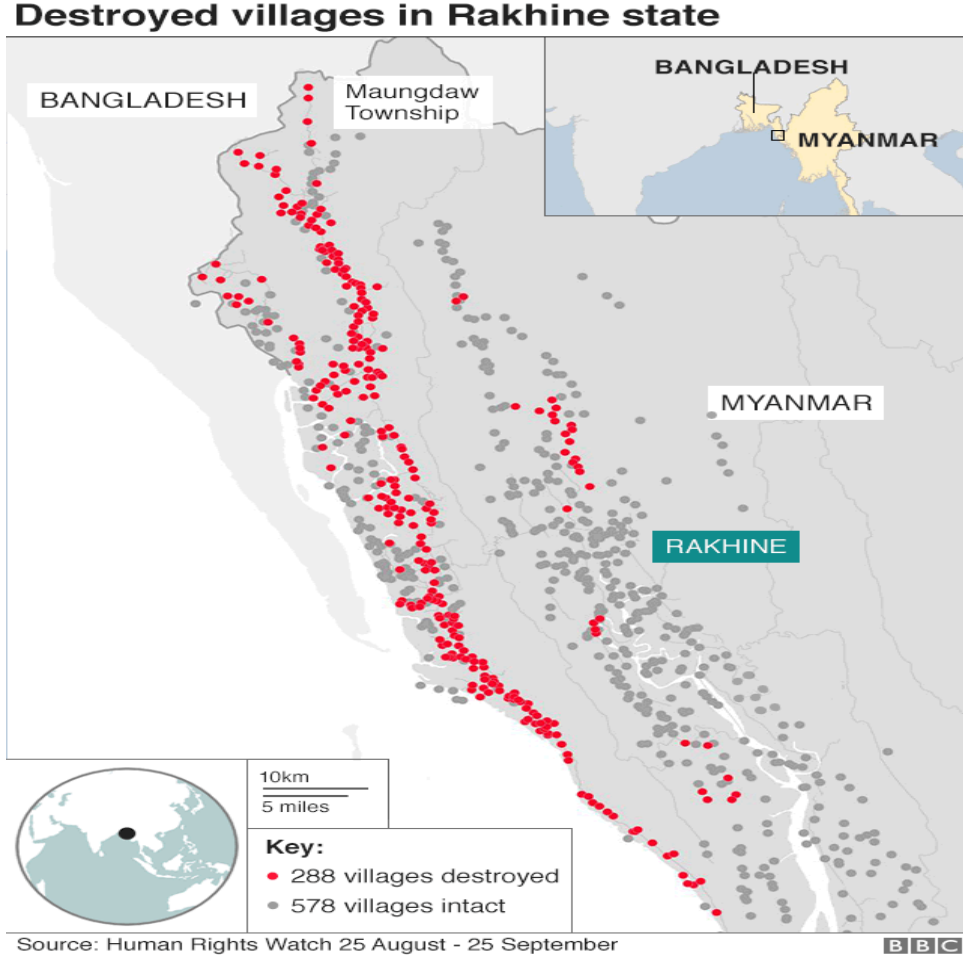 Destroyed villages in Rakhine state
BANGLADESH
Maungdaw
Township
BANGLADESH
MYANMAR
MYANMAR
RAKHINE
10km
5 miles
Key:
288 villages destroyed
578 villages intact
Source: Human Rights Watch 25 August - 25 September
BBC